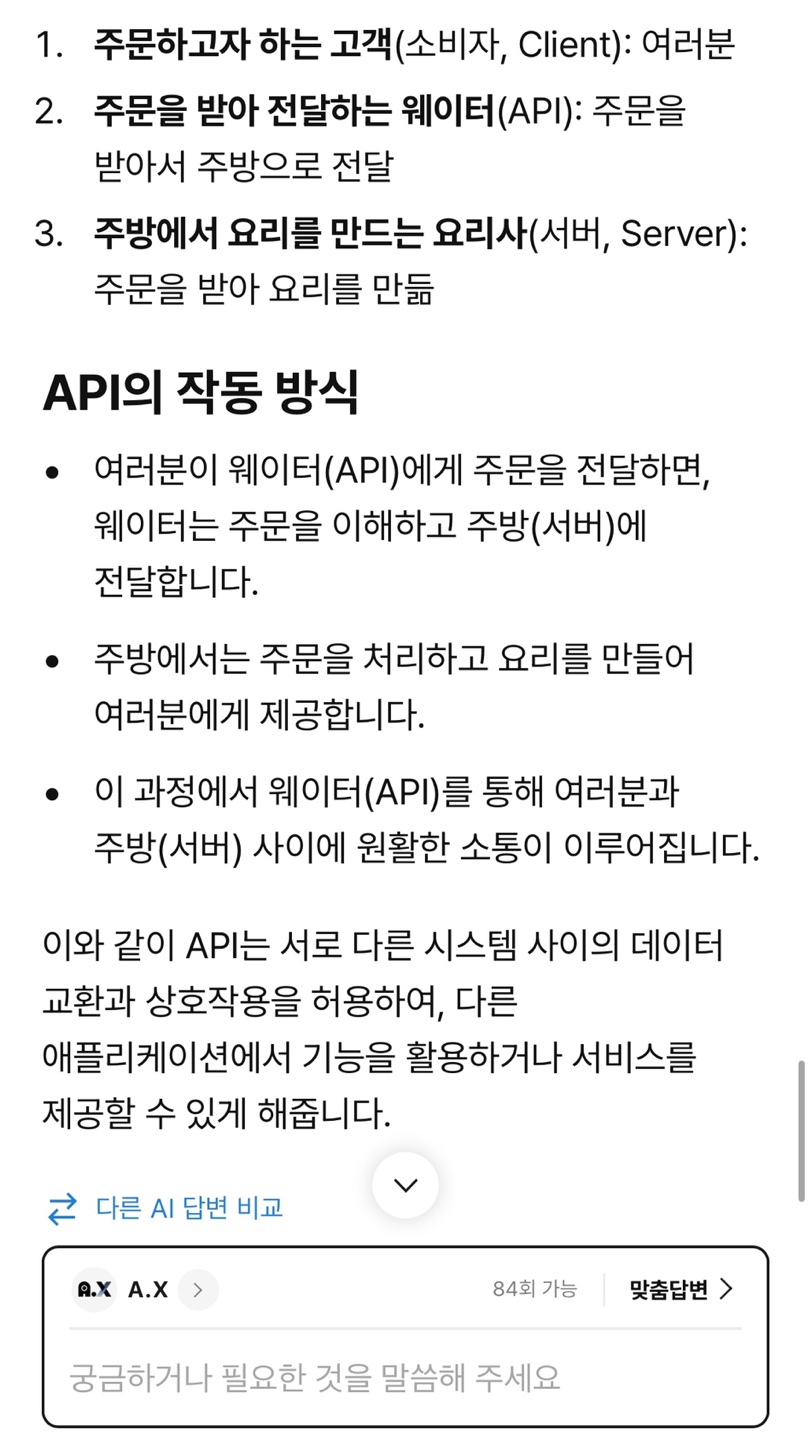 1. 주문하고자 하는 고객(소비자, Client): 여러분
2. 주문을 받아 전달하는 웨이터(API): 주문을
받아서 주방으로 전달
3. 주방에서 요리를 만드는 요리사(서버, Server):
주문을 받아 요리를 만듦
API의 작동 방식
• 여러분이 웨이터(API)에게 주문을 전달하면,
웨이터는 주문을 이해하고 주방(서버)에
전달합니다.
• 주방에서는 주문을 처리하고 요리를 만들어
여러분에게 제공합니다.
• 이 과정에서 웨이터(API)를 통해 여러분과
주방(서버) 사이에 원활한 소통이 이루어집니다.
이와 같이 API는 서로 다른 시스템 사이의 데이터
교환과 상호작용을 허용하여, 다른
애플리케이션에서 기능을 활용하거나 서비스를
제공할 수 있게 해줍니다.
다른 AI 답변 비교
A.X A.X 84회 가능 맞춤답변
궁금하거나 필요한 것을 말씀해 주세요